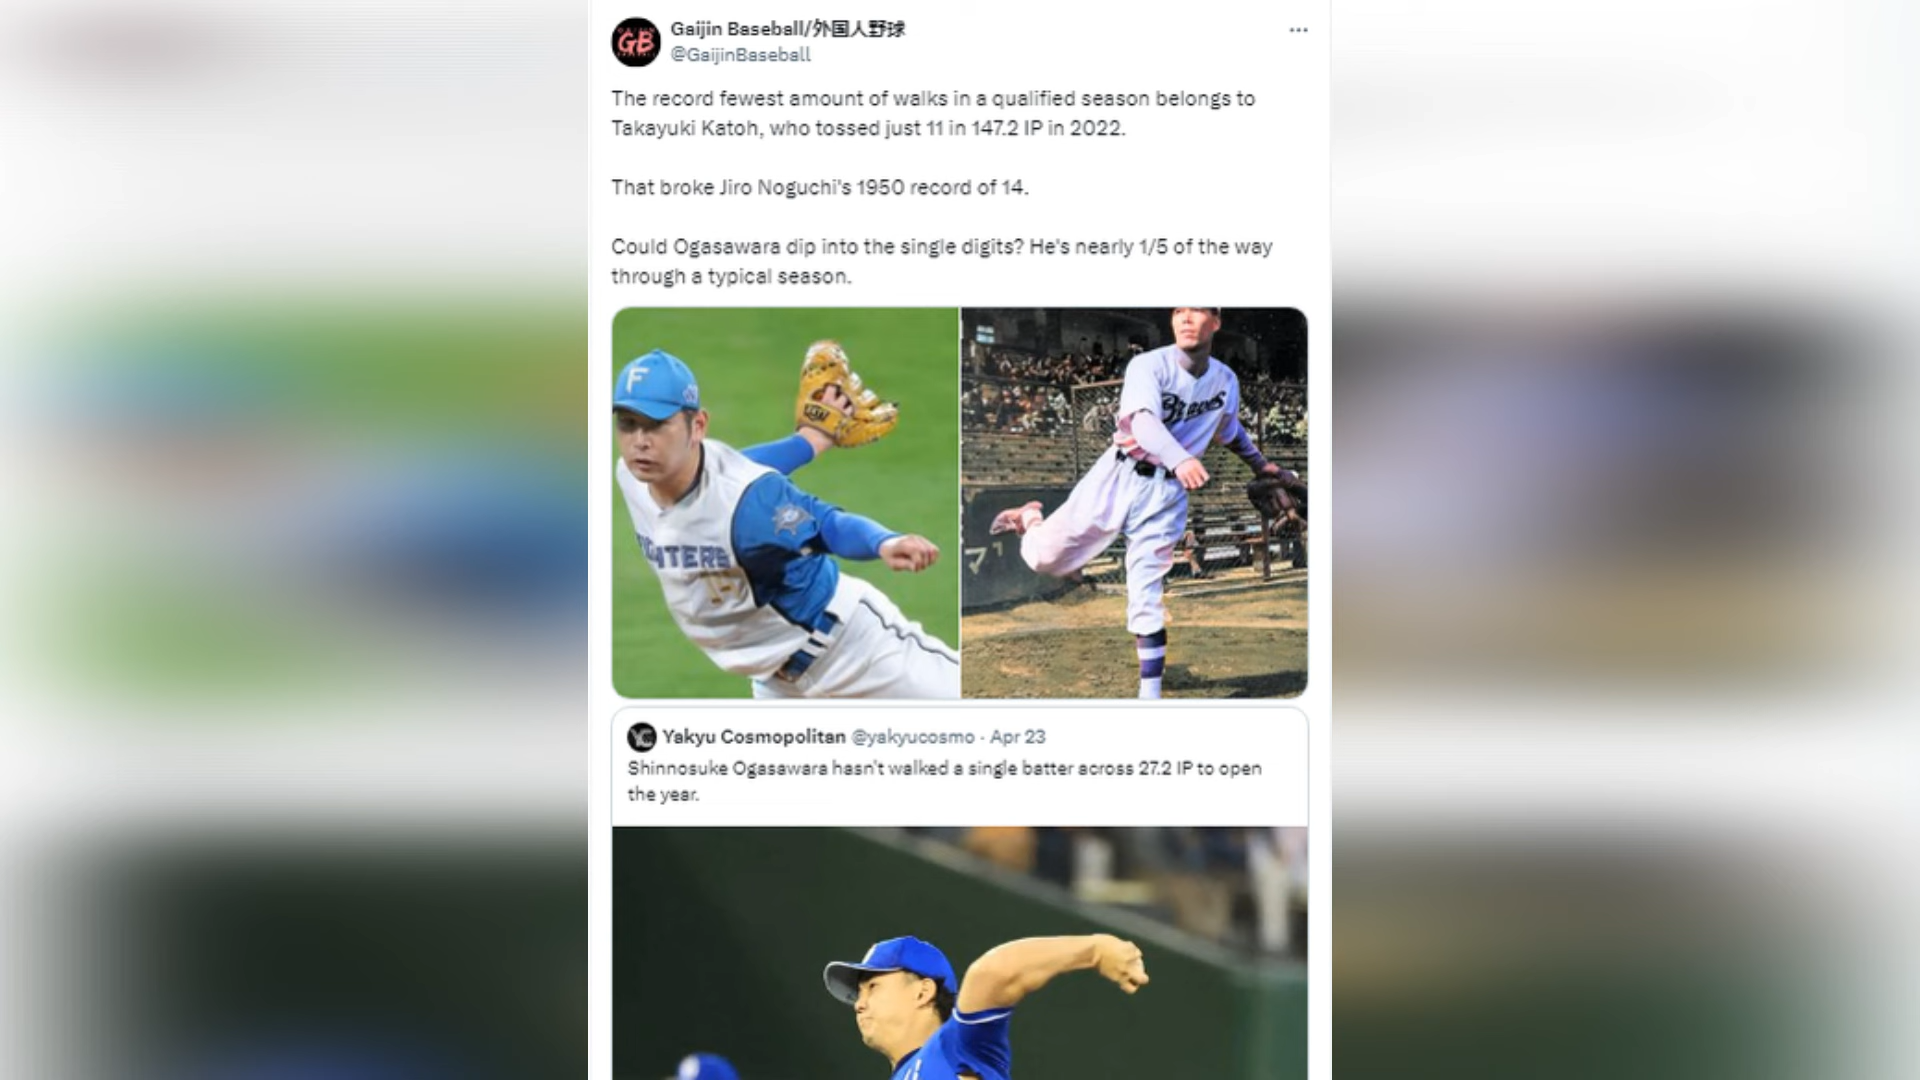 Gaijin Baseball/外国人野球
@GaijinBaseball
The record fewest amount of walks in a qualified season belongs to
Takayuki Katoh, who tossed just 11 in 147.2 IP in 2022.
That broke Jiro Noguchi's 1950 record of 14.
Could Ogasawara dip into the single digits? He's nearly 1/5 of the way
through a typical season.
F
FIGHTERS
Braves
Yakyu Cosmopolitan @yakyucosmo · Apr 23
Shinnosuke Ogasawara hasn't walked a single batter across 27.2 IP to open
the year.
GB
YC